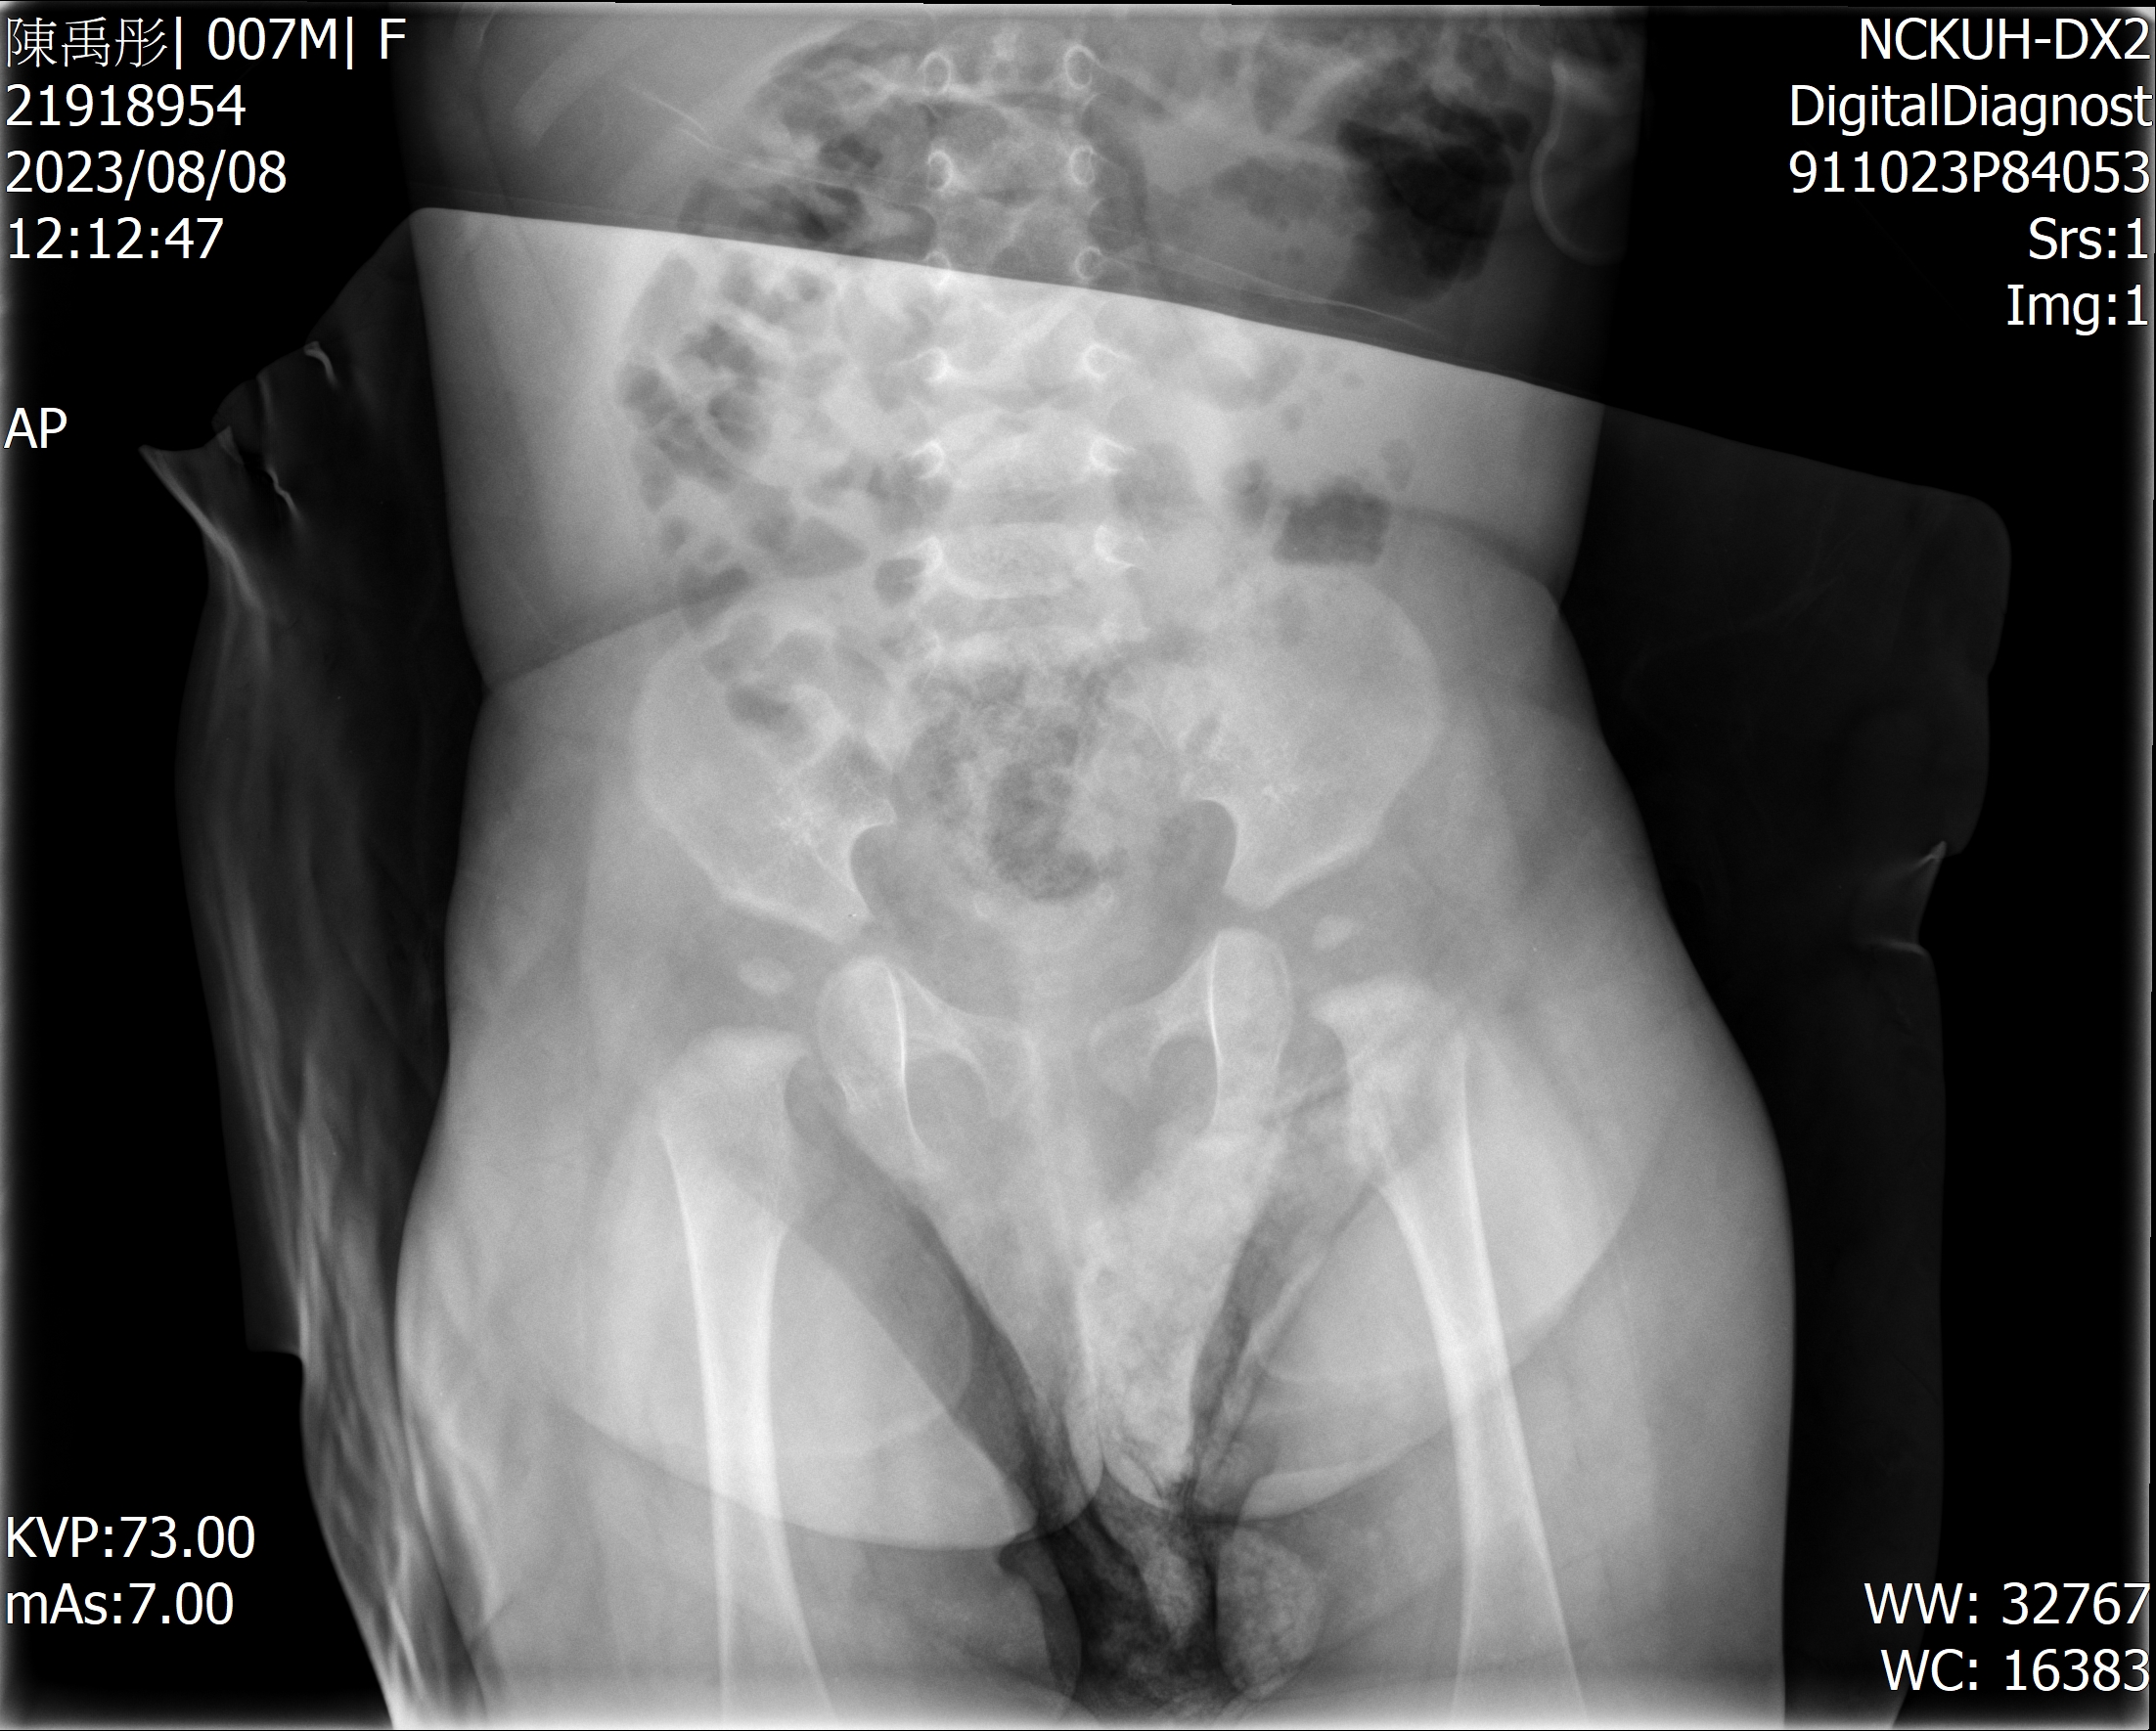 陳禹彤| 007M| F
21918954
2023/08/08
12:12:47
AP
NCKUH-DX2
DigitalDiagnost
911023P84053
Srs:1
Img:1
KVP:73.00
mAs:7.00
WW: 32767
WC: 16383